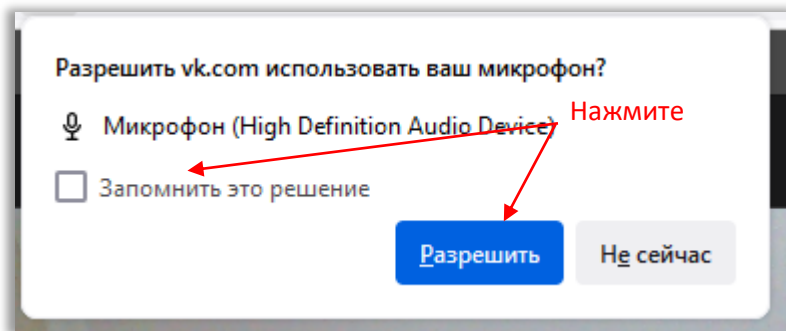 Разрешить vk.com использовать ваш микрофон?
Нажмите
Микрофон (High Definition Audio Device)
Запомнить это решение
Разрешить
Не сейчас